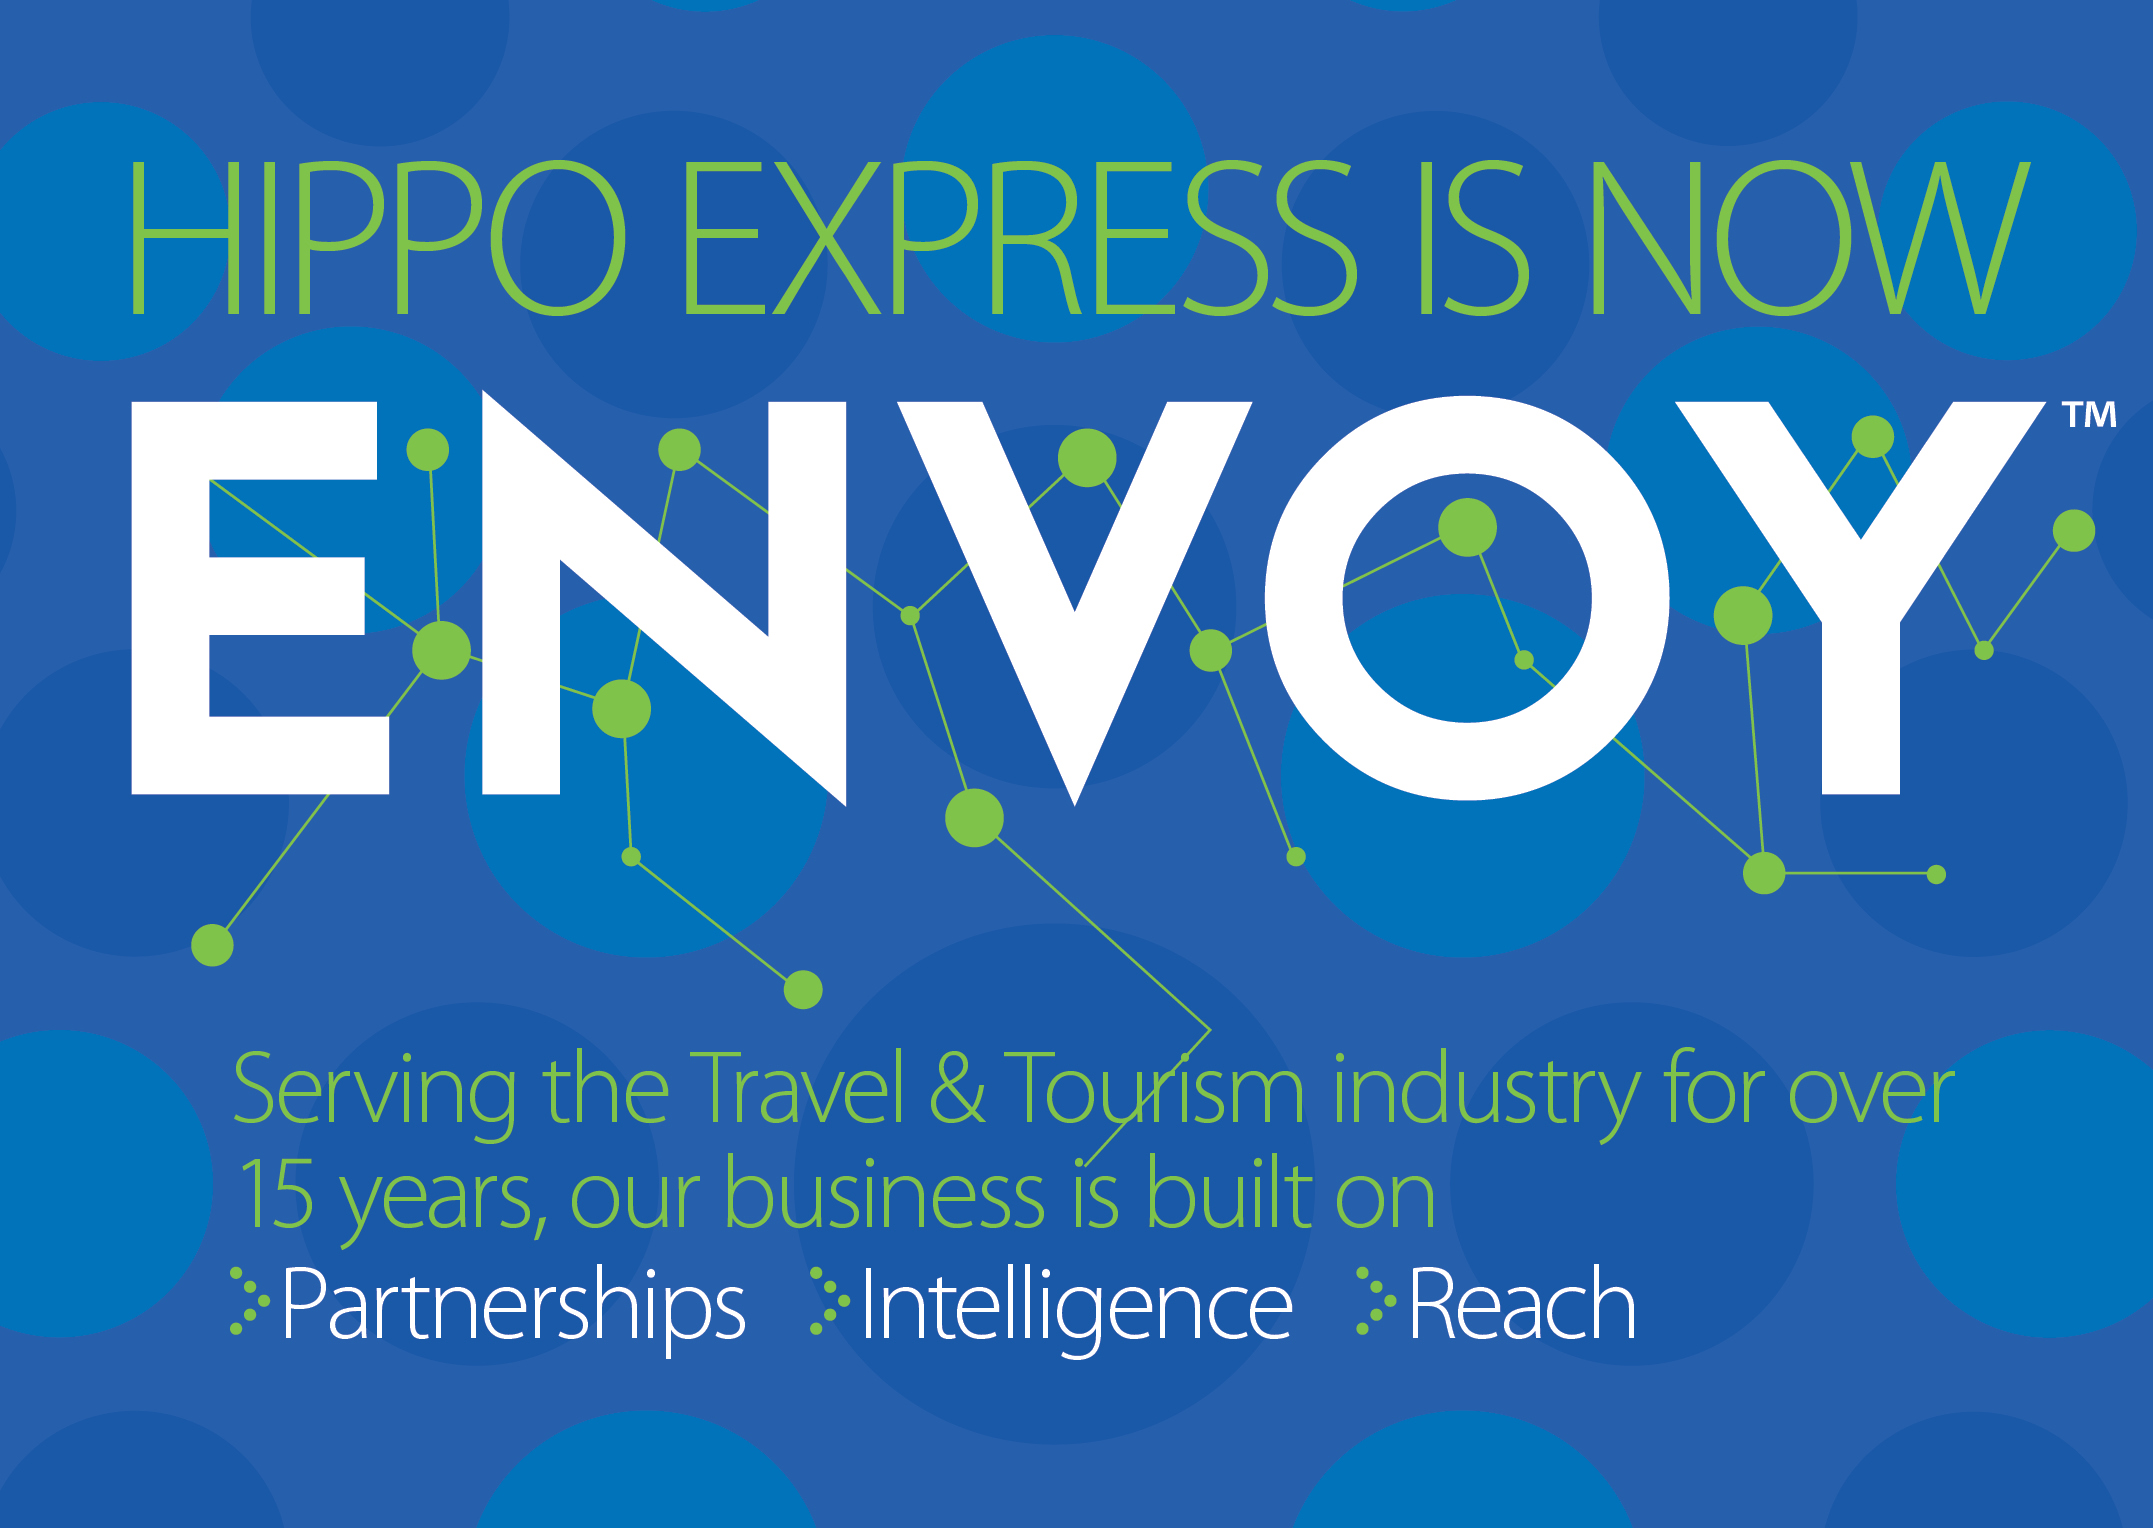 HIPPO EXPRESS IS NOW
ENVOY™
Serving the Travel & Tourism industry for over
15 years, our business is built on
Partnerships Intelligence Reach